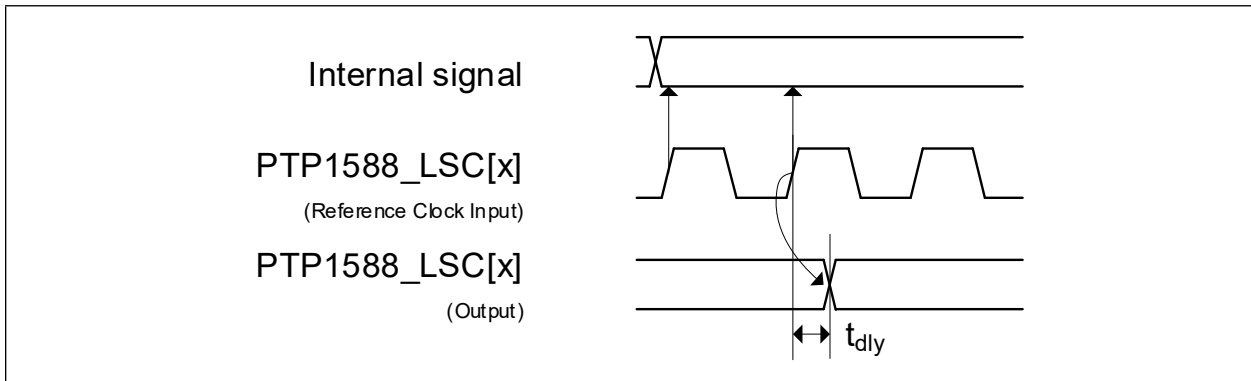 Internal signal
PTP1588_LSC[x]
(Reference Clock Input)
PTP1588_LSC[x]
(Output)
tdly